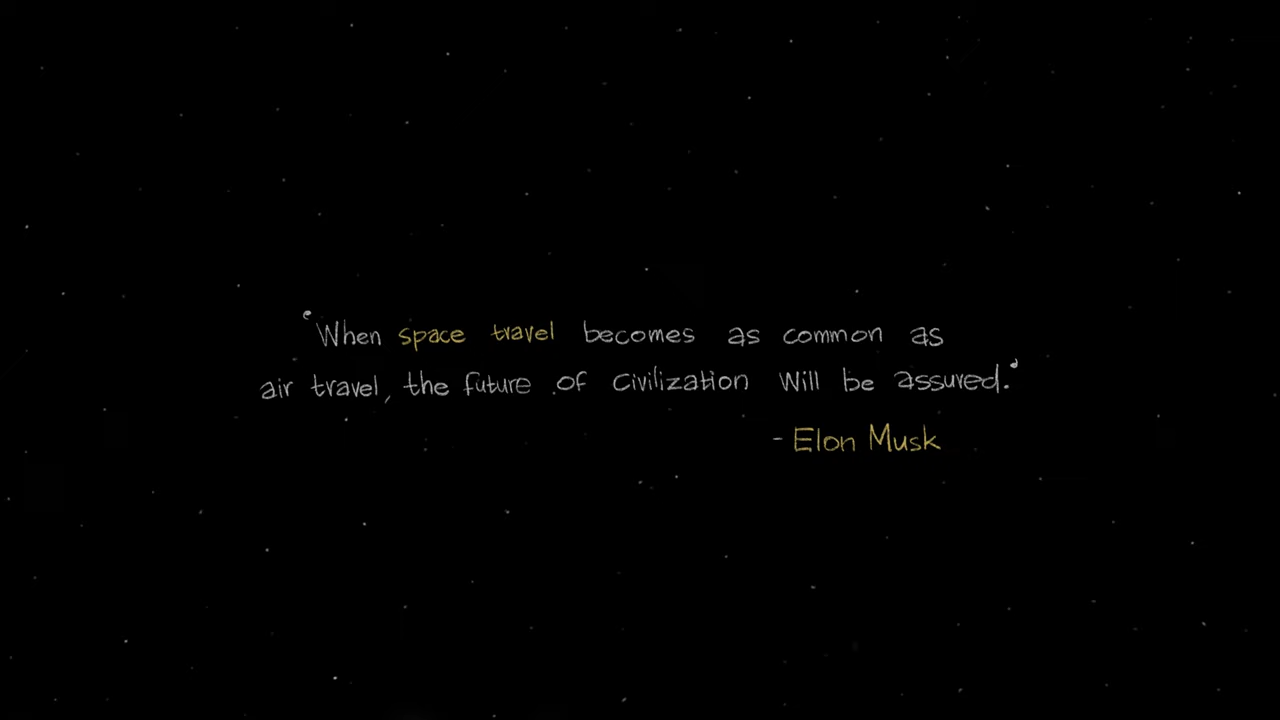 "When space travel becomes as common as
air travel, the future of civilization will be assured."
- Elon Musk